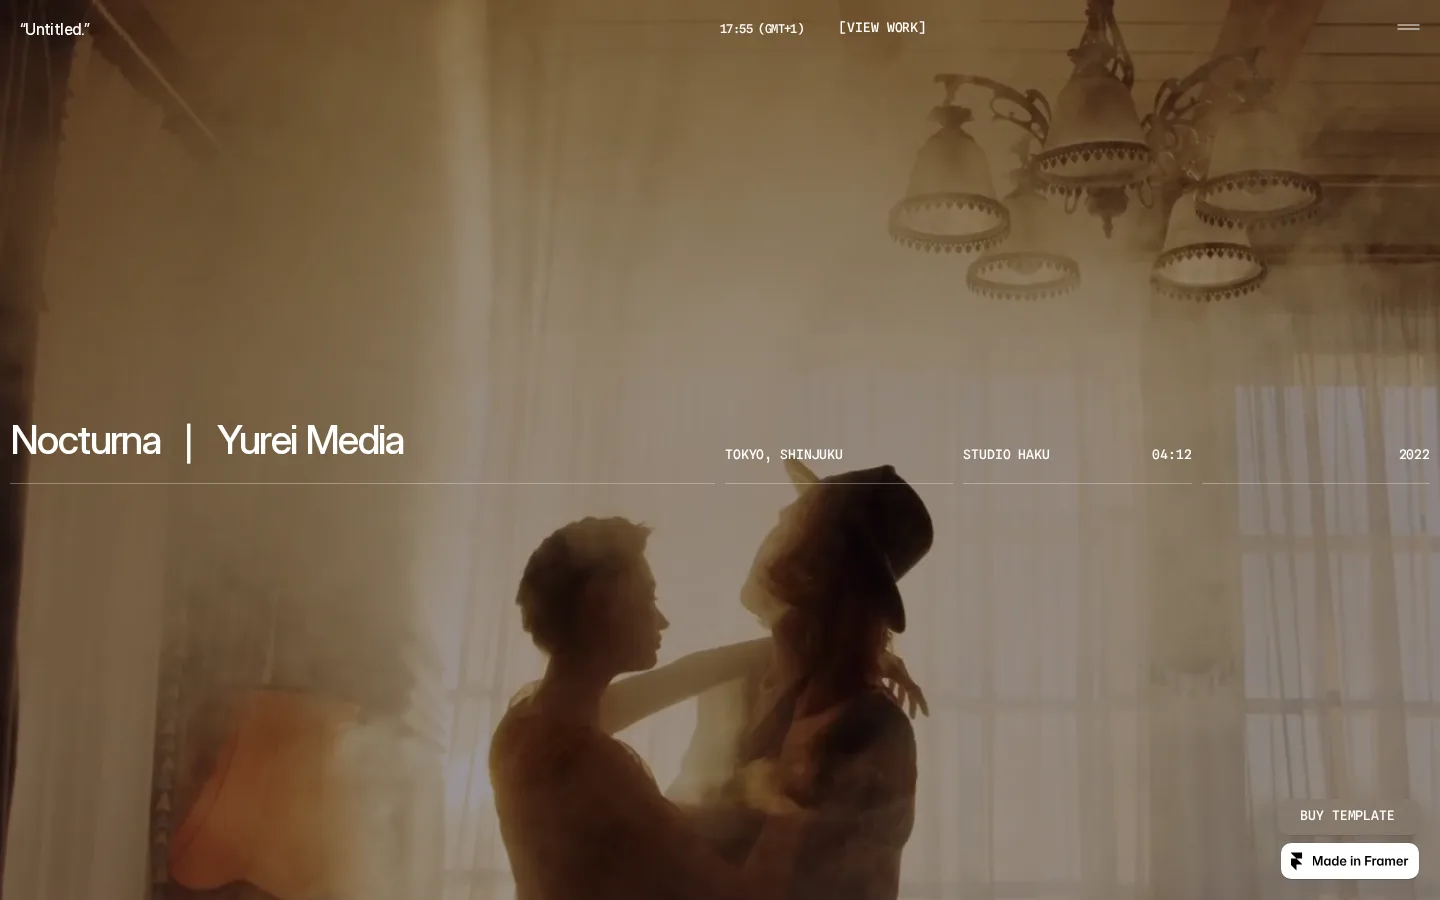 “Untitled.”
17:55 (GMT+1)
[VIEW WORK]
Nocturna | Yurei Media
TOKYO, SHINJUKU
STUDIO HAKU
04:12
2022
BUY TEMPLATE
Made in Framer